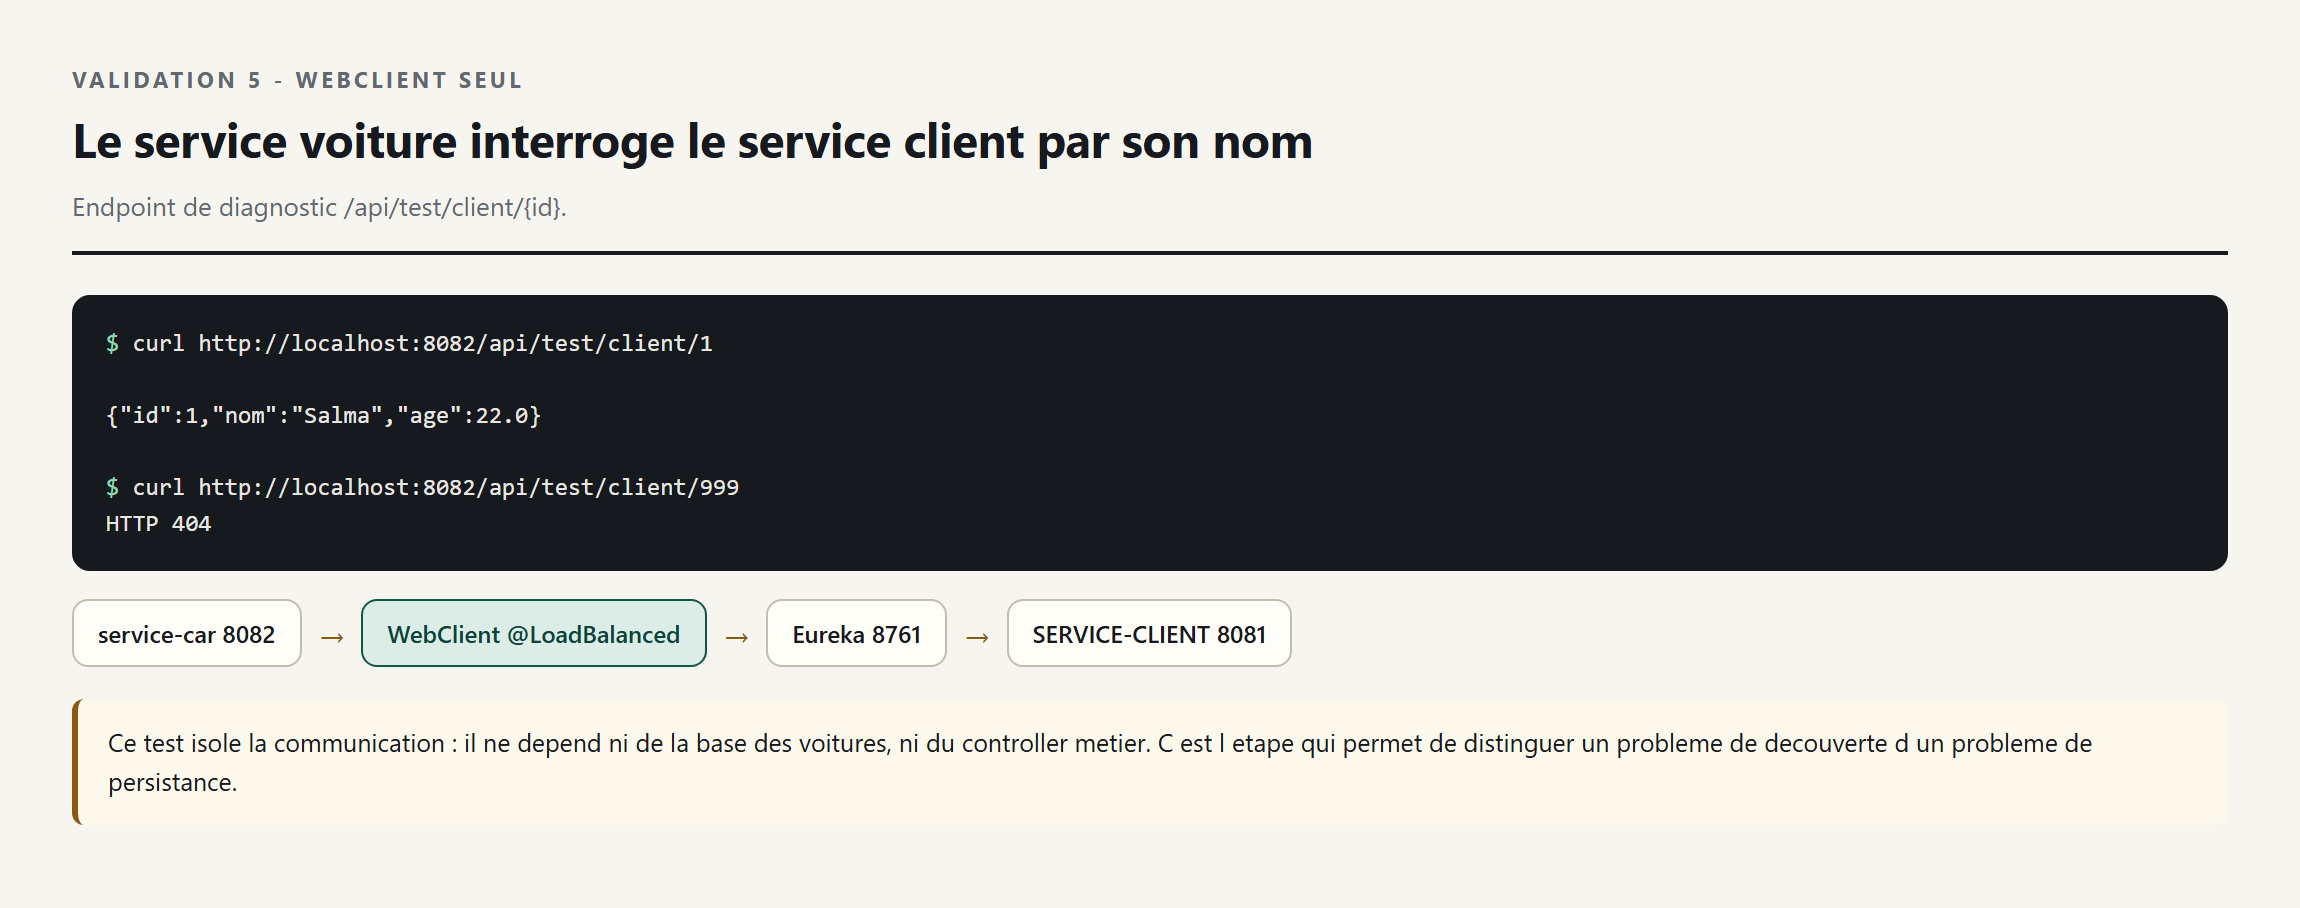 VALIDATION 5 - WEBCLIENT SEUL
Le service voiture interroge le service client par son nom
Endpoint de diagnostic /api/test/client/{id}.
$ curl http://localhost:8082/api/test/client/1
{"id":1,"nom":"Salma","age":22.0}
$ curl http://localhost:8082/api/test/client/999
HTTP 404
service-car 8082 → WebClient @LoadBalanced → Eureka 8761 → SERVICE-CLIENT 8081
Ce test isole la communication : il ne depend ni de la base des voitures, ni du controller metier. C est l etape qui permet de distinguer un probleme de decouverte d un probleme de
persistance.